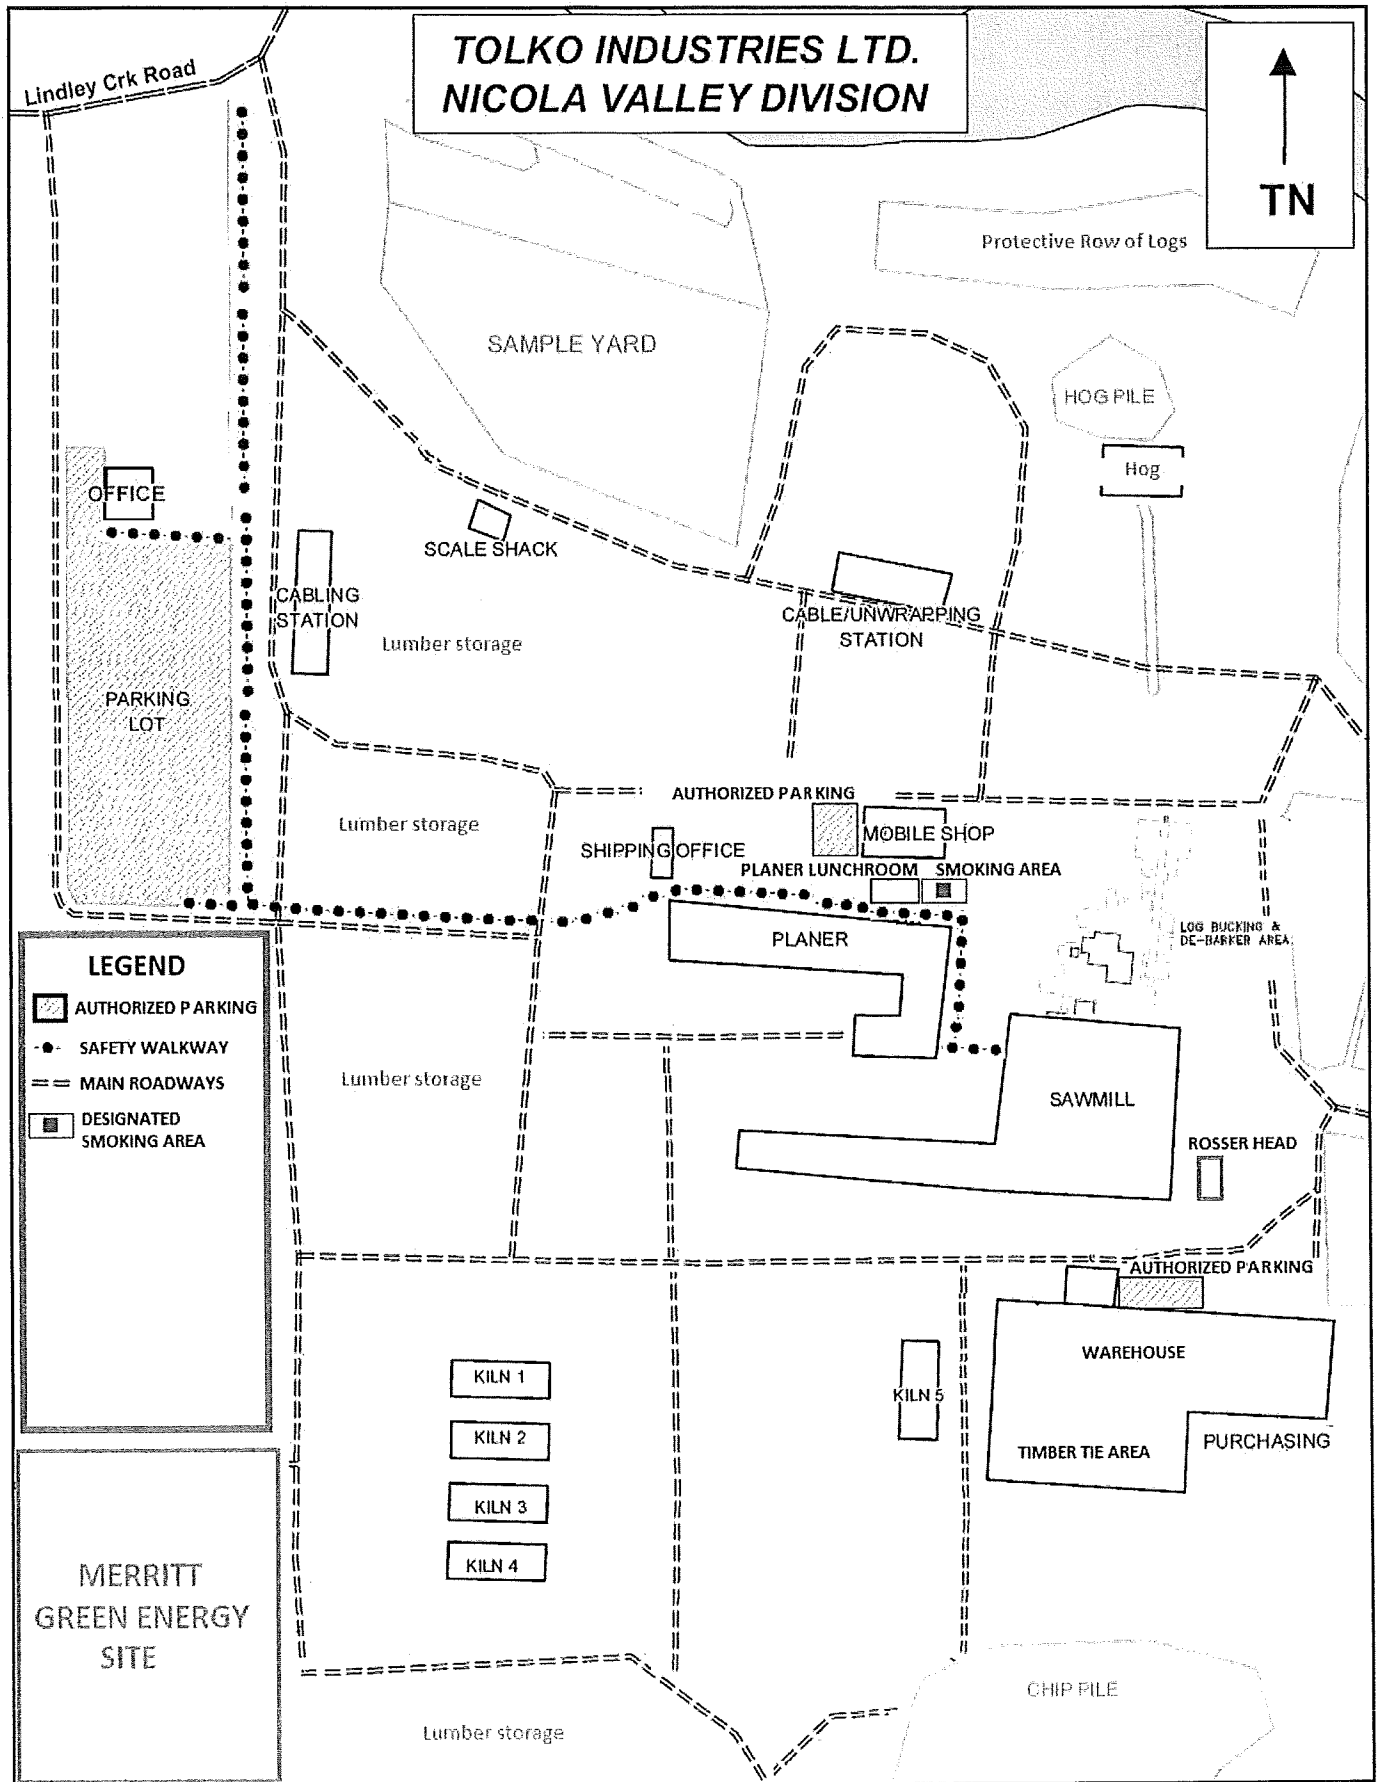 TOLKO INDUSTRIES LTD.
NICOLA VALLEY DIVISION
TN
Lindley Crk Road
Protective Row of Logs
SAMPLE YARD
HOG PILE
Hog
OFFICE
SCALE SHACK
CABLING
STATION
CABLE/UNWRAPPING
STATION
Lumber storage
PARKING
LOT
AUTHORIZED PARKING
Lumber storage
SHIPPING OFFICE
MOBILE SHOP
PLANER LUNCHROOM
SMOKING AREA
PLANER
LOG BUCKING &
DE-BARKER AREA
LEGEND
AUTHORIZED PARKING
SAFETY WALKWAY
MAIN ROADWAYS
DESIGNATED
SMOKING AREA
Lumber storage
SAWMILL
ROSSER HEAD
AUTHORIZED PARKING
WAREHOUSE
KILN 1
KILN 5
KILN 2
TIMBER TIE AREA
PURCHASING
KILN 3
KILN 4
MERRITT
GREEN ENERGY
SITE
CHIP PILE
Lumber storage